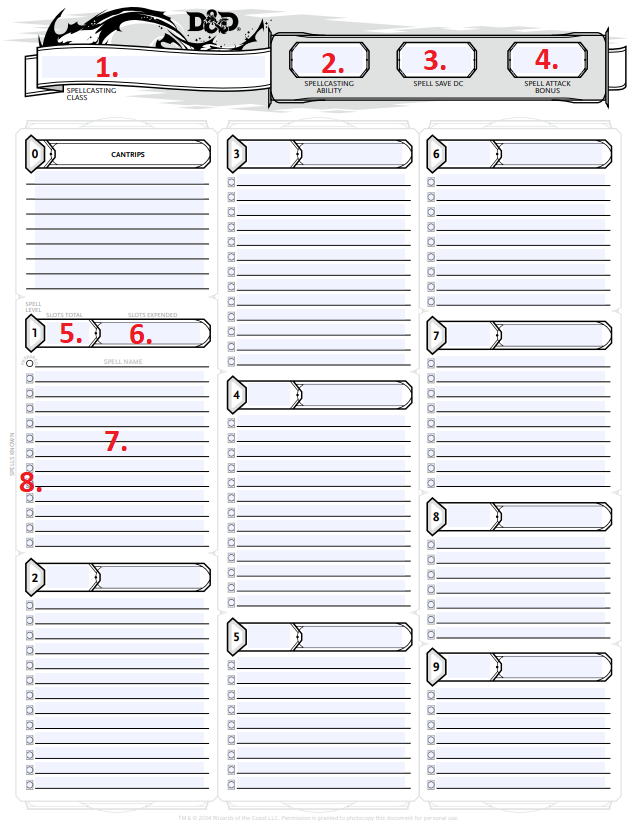 D&D
1.
2.
3.
4.
SPELLCASTING
CLASS
SPELLCASTING
ABILITY
SPELL SAVE DC
SPELL ATTACK
BONUS
0
CANTRIPS
SPELL
LEVEL
SLOTS TOTAL
SLOTS EXPENDED
1
5.
6.
SPELL NAME
SPELLS KNOWN
7.
8.
2
3
4
5
6
7
8
9
TM & © 2014 Wizards of the Coast LLC. Permission is granted to photocopy this document for personal use.